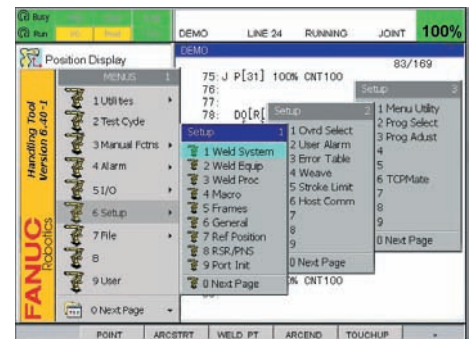 Busy
Run
DEMO LINE 24 RUNNING JOINT 100%
DEMO
83/169
Position Display
Handling Tool
Version 6.40-1
FANUC
Robotics
MENUS 1
1 Utilities
2 Test Cycle
3 Manual Fctns
4 Alarm
5 I/O
6 Setup
7 File
8
9 User
0 Next Page
75: J P[31] 100% CNT100
76:
77:
78: DO[R[
Setup 1
1 Weld System
2 Weld Equip
3 Weld Proc
4 Macro
5 Frames
6 General
7 Ref Position
8 RSR/PNS
9 Port Init
0 Next Page
Setup 2
1 Ovrd Select
2 User Alarm
3 Error Table
4 Weave
5 Stroke Limit
6 Host Comm
7
8
9
0 Next Page
Setup 3
1 Menu Utility
2 Prog Select
3 Prog Adust
4
5
6 TCPMate
7
8
9
0 Next Page
% CNT100
POINT ARCSTRT WELD PT ARCEND TOUCHUP